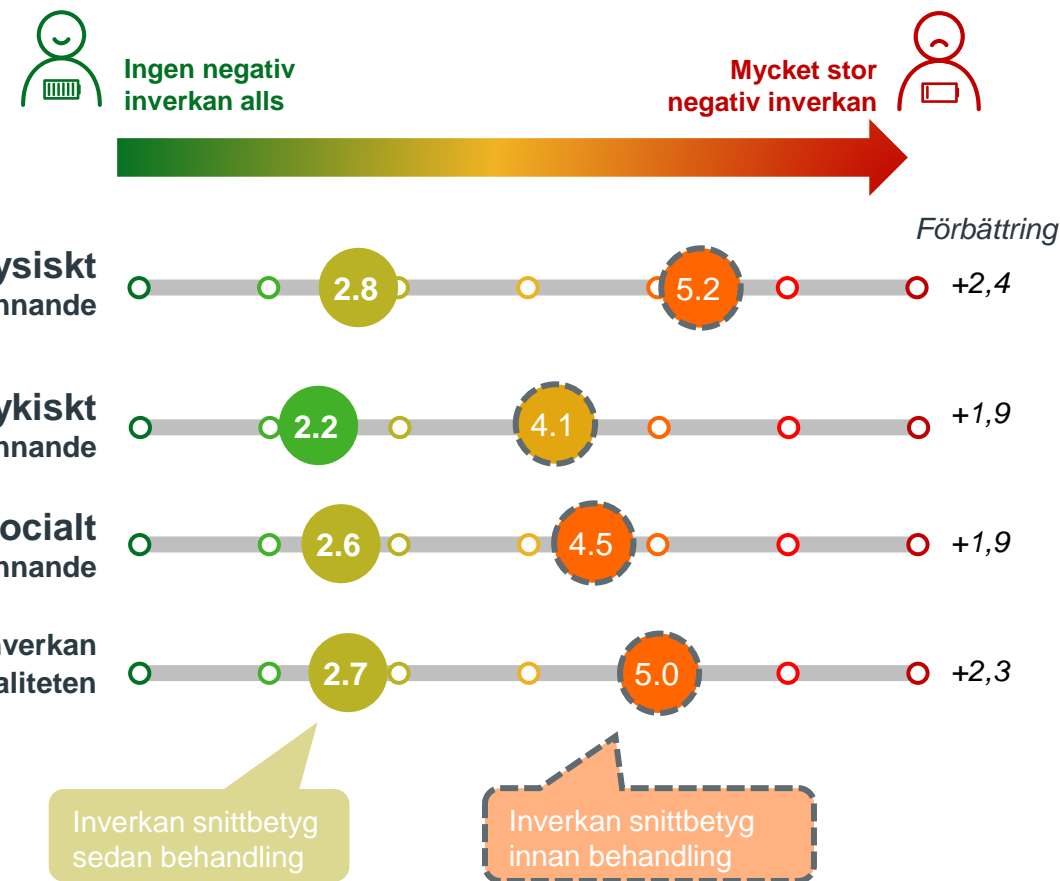 Ingen negativ
inverkan alls
Mycket stor
negativ inverkan
Förbättring
ysiskt
nnande
2.8
5.2
+2,4
ykiskt
nnande
2.2
4.1
+1,9
ocialt
nnande
2.6
4.5
+1,9
verkan
aliteten
2.7
5.0
+2,3
Inverkan snittbetyg
sedan behandling
Inverkan snittbetyg
innan behandling